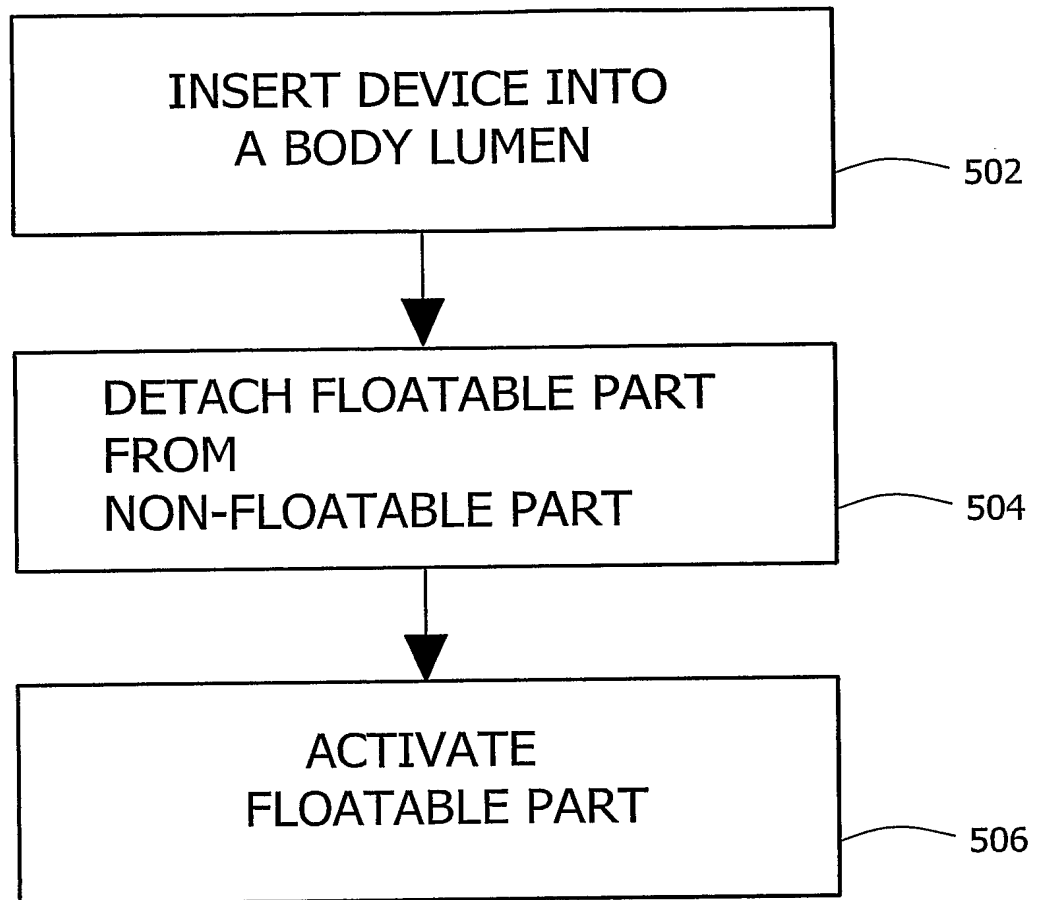 INSERT DEVICE INTO
A BODY LUMEN
502
DETACH FLOATABLE PART
FROM
NON-FLOATABLE PART
504
ACTIVATE
FLOATABLE PART
506